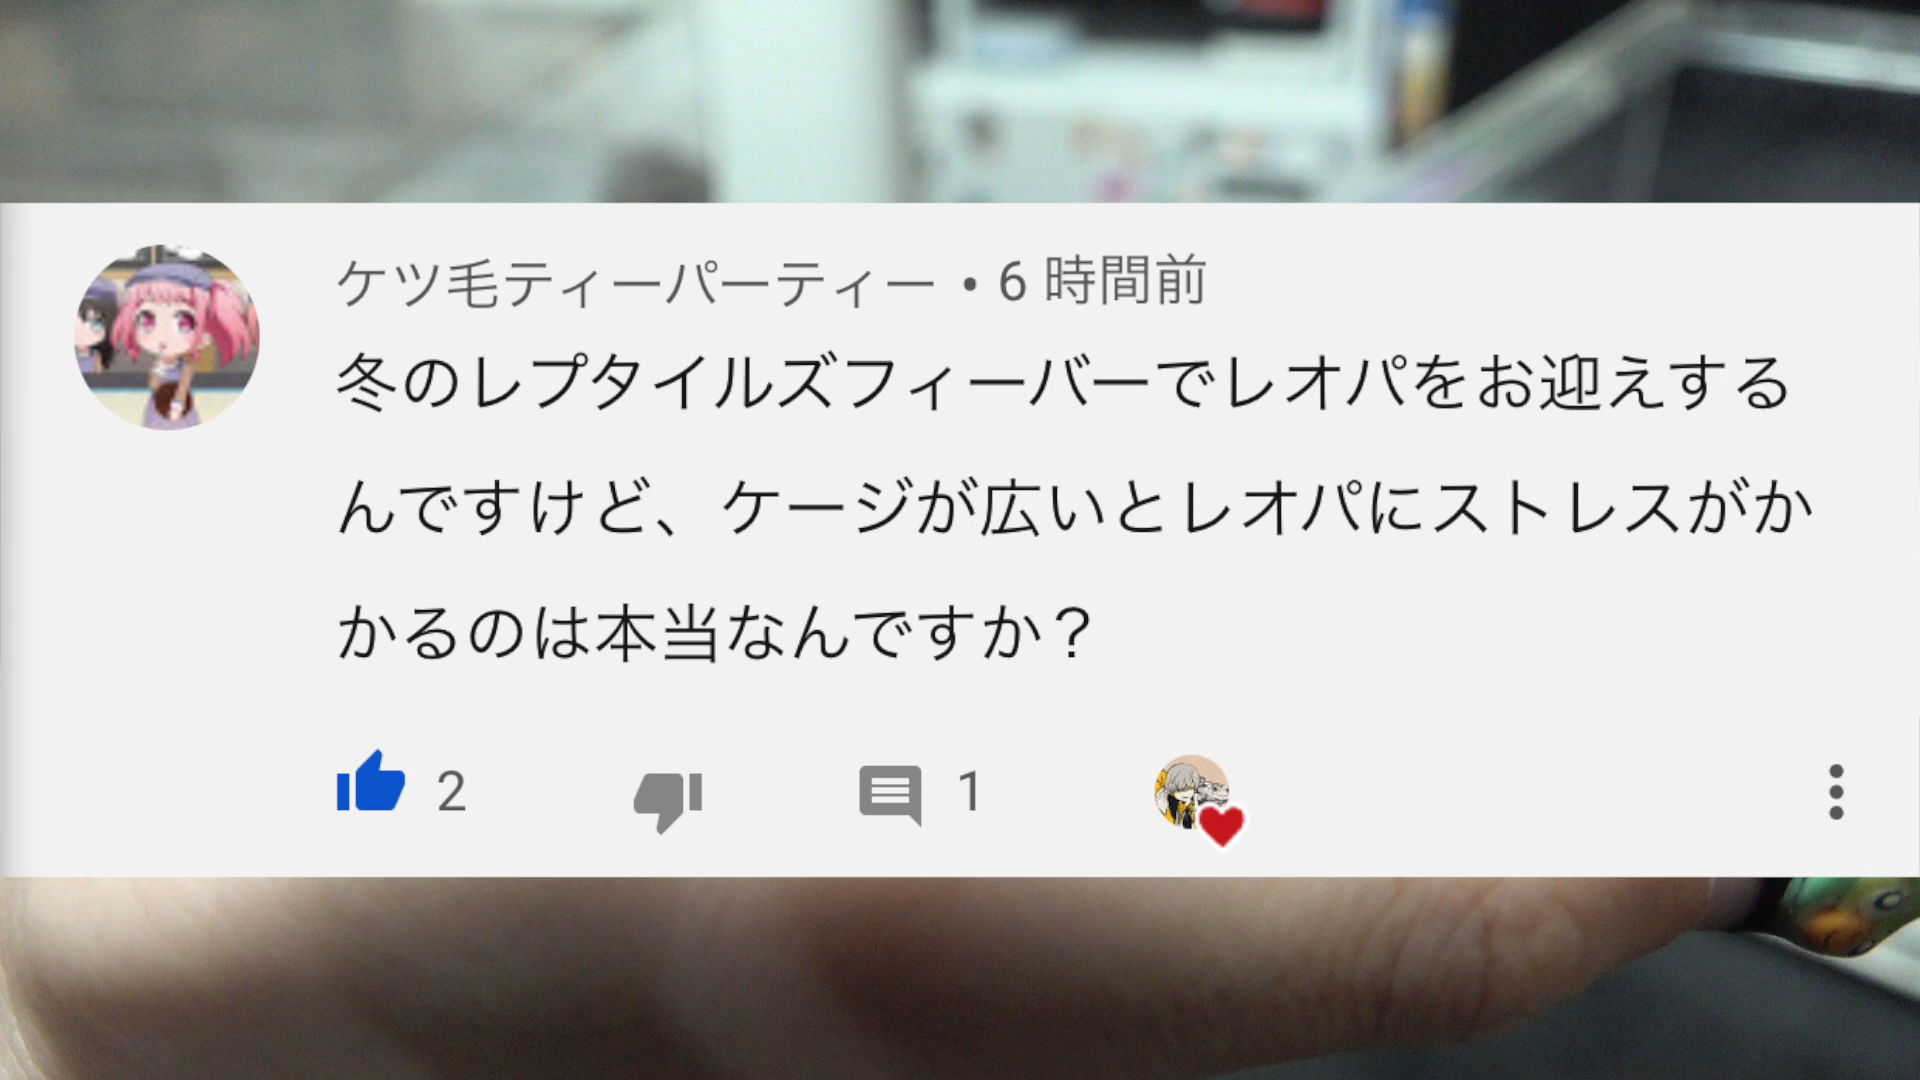 ケツ毛ティーパーティー • 6 時間前
冬のレプタイルズフィーバーでレオパをお迎えする
んですけど、ケージが広いとレオパにストレスがか
かるのは本当なんですか？
2 1